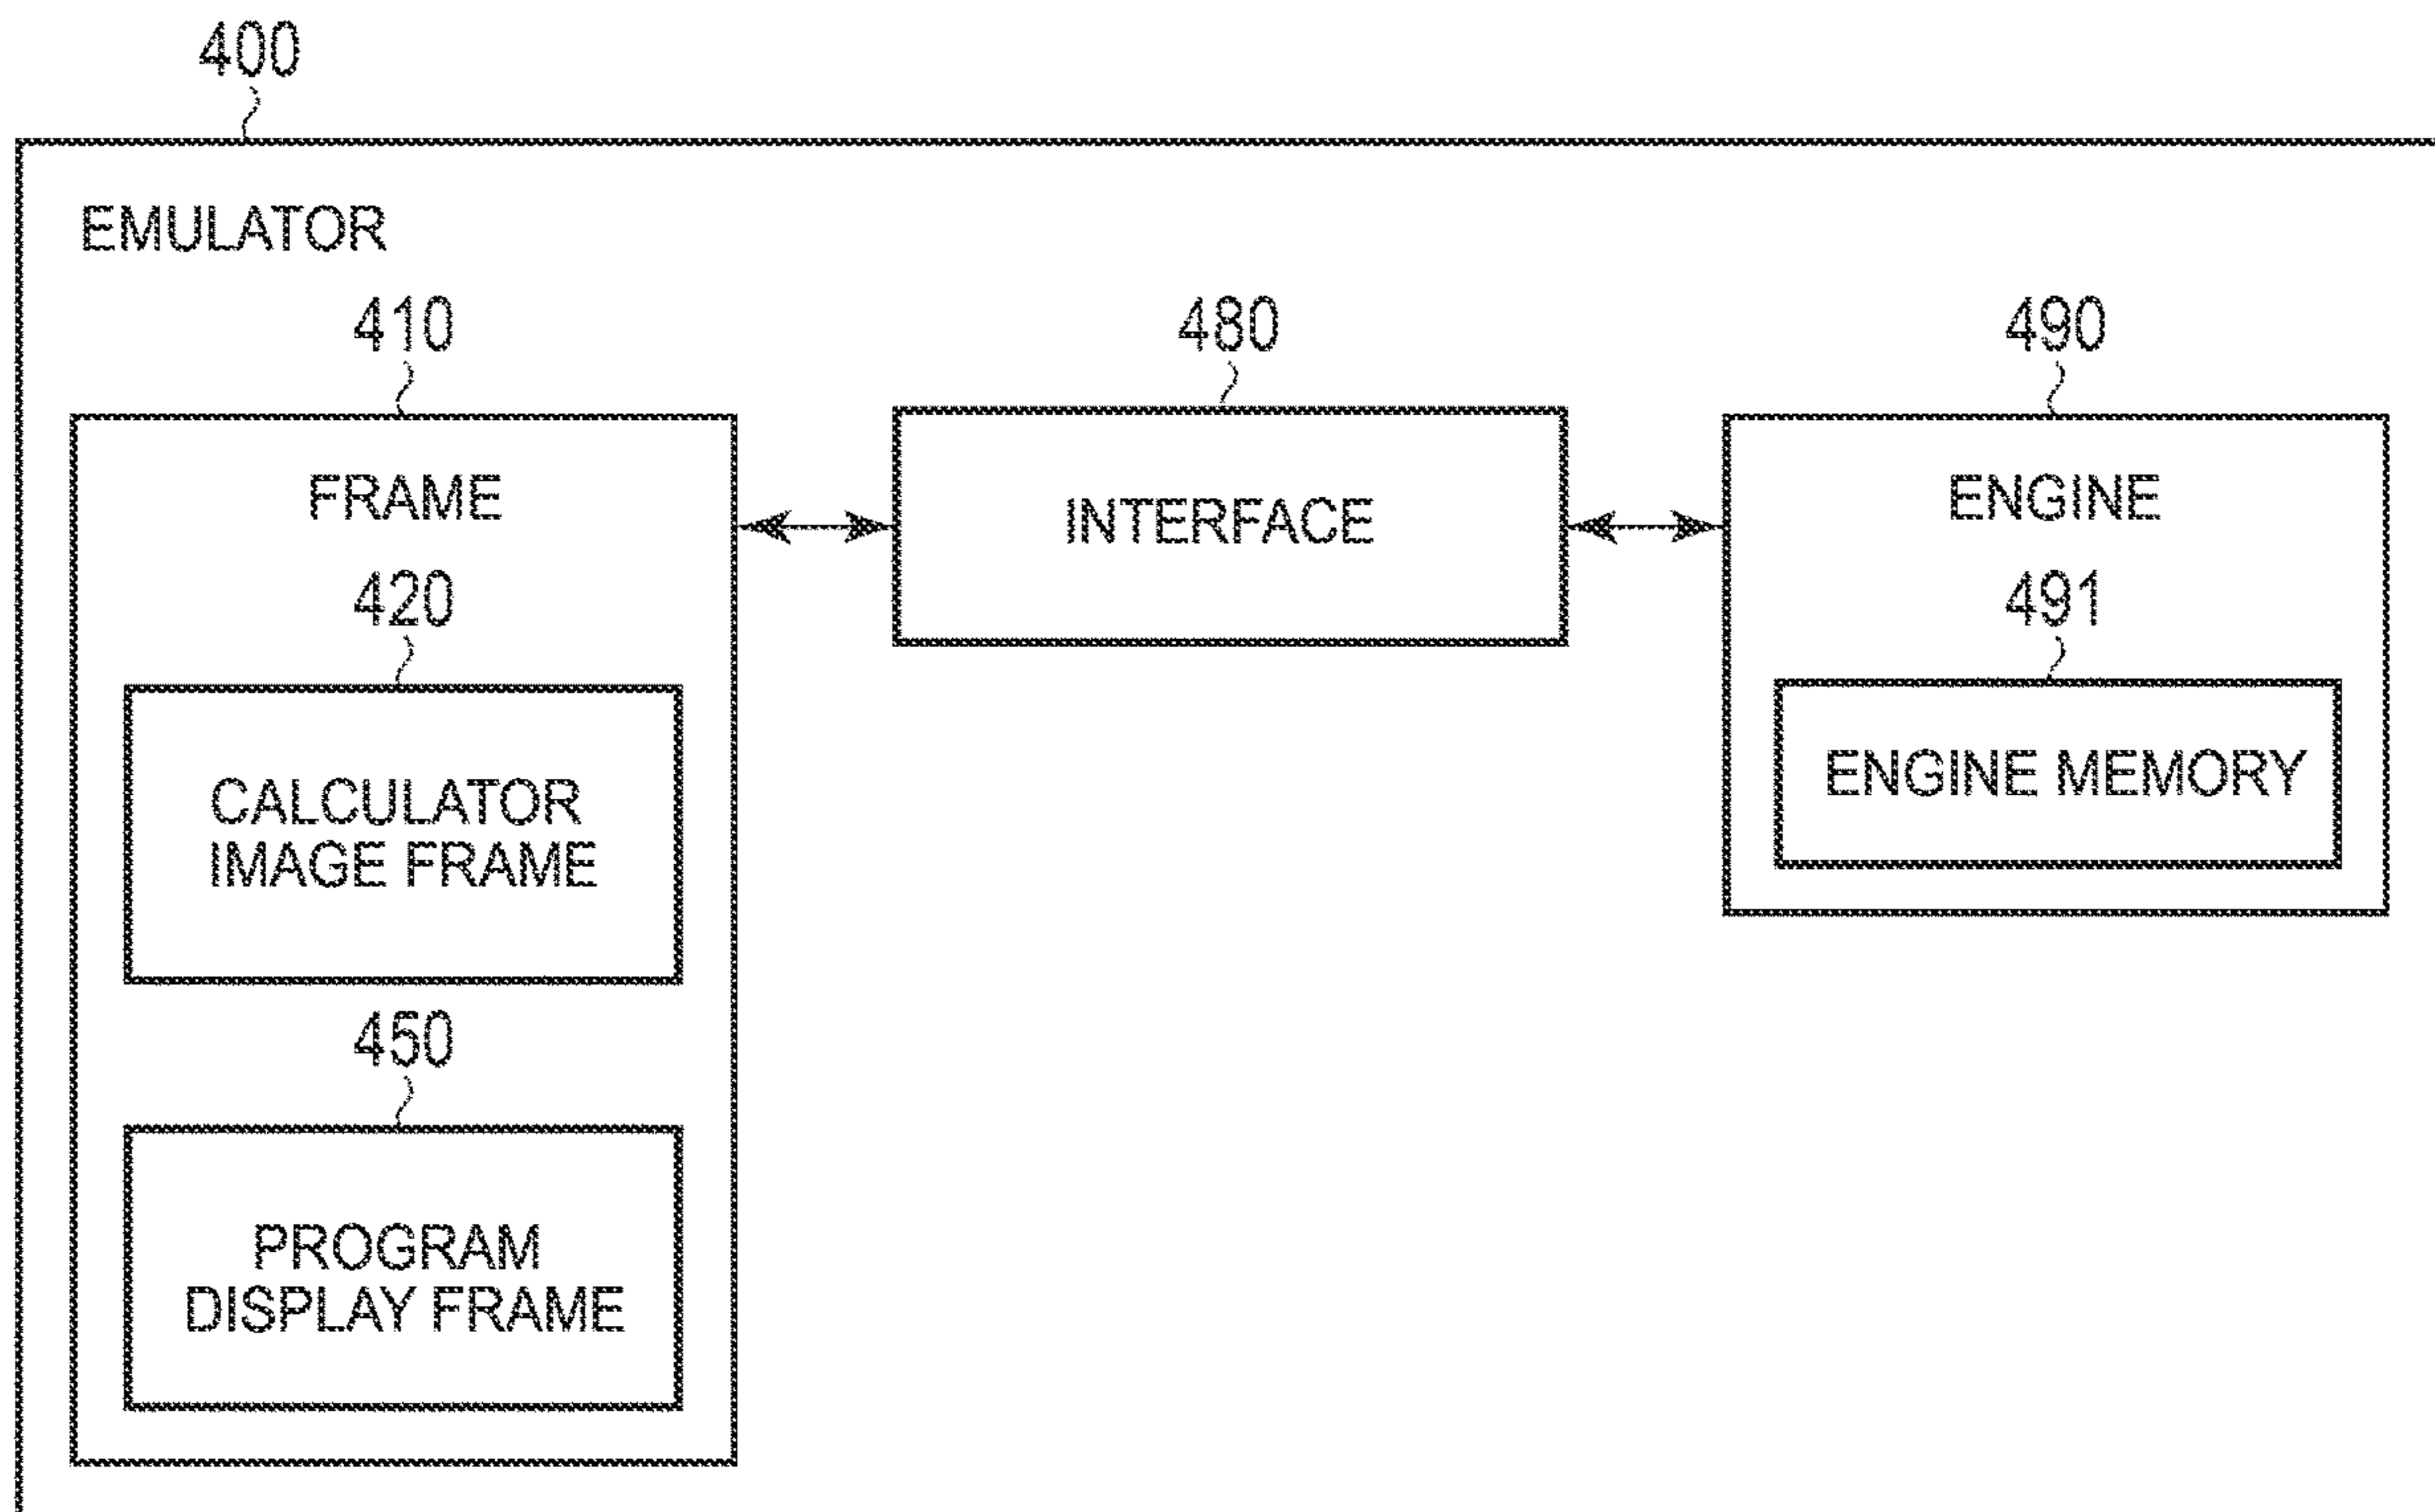 400
EMULATOR
410
480
490
FRAME
INTERFACE
ENGINE
420
491
CALCULATOR
IMAGE FRAME
ENGINE MEMORY
450
PROGRAM
DISPLAY FRAME